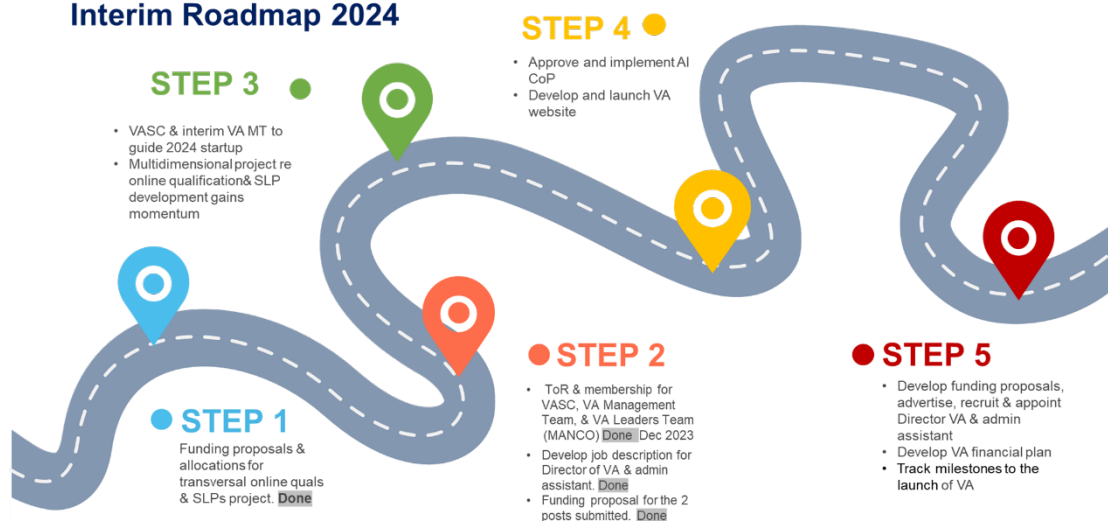 Interim Roadmap 2024
STEP 1
Funding proposals &
allocations for
transversal online quals
& SLPs project. Done
STEP 2
• ToR & membership for
VASC, VA Management
Team, & VA Leaders Team
(MANCO) Done Dec 2023
• Develop job description for
Director of VA & admin
assistant. Done
• Funding proposal for the 2
posts submitted. Done
STEP 3
• VASC & interim VA MT to
guide 2024 startup
• Multidimensional project re
online qualification& SLP
development gains
momentum
STEP 4
• Approve and implement AI
CoP
• Develop and launch VA
website
STEP 5
• Develop funding proposals,
advertise, recruit & appoint
Director VA & admin
assistant
• Develop VA financial plan
• Track milestones to the
launch of VA